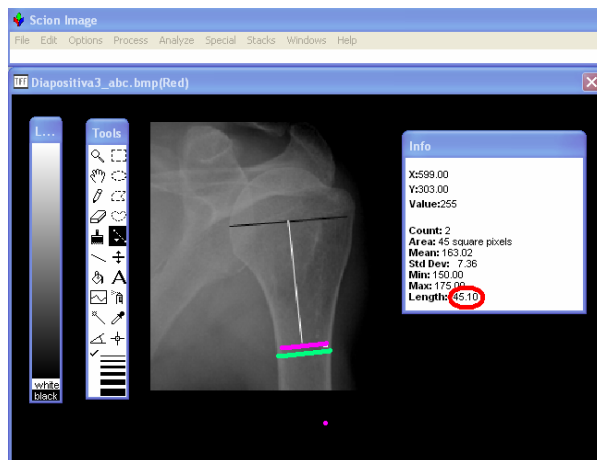 Scion Image
File Edit Options Process Analyze Special Stacks Windows Help
TIFF Diapositiva3_abc.bmp(Red)
L...
Tools
Info
X:599.00
Y:303.00
Value:255
Count: 2
Area: 45 square pixels
Mean: 163.02
Std Dev: 7.36
Min: 150.00
Max: 175.00
Length: 45.10
A
white
black